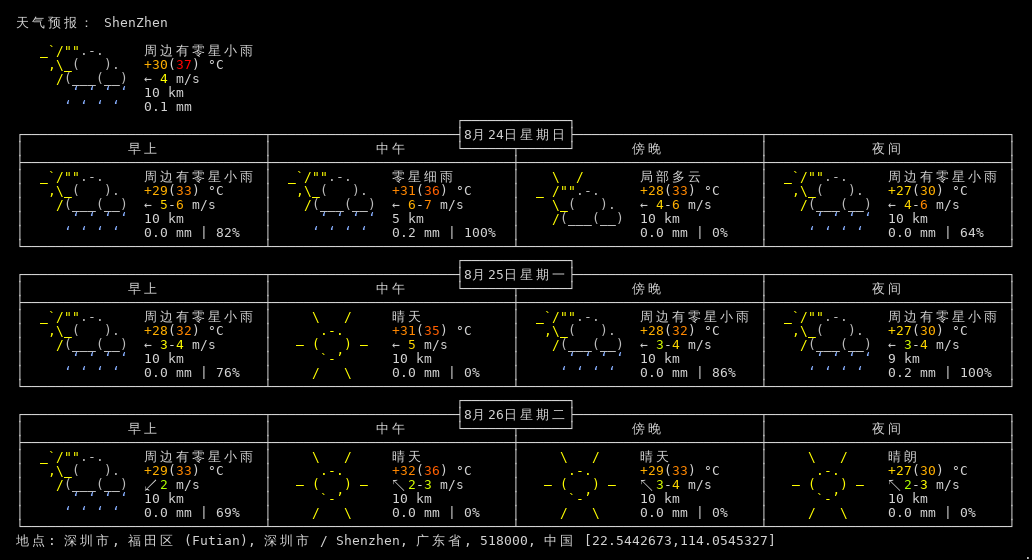 天气预报： ShenZhen
周边有零星小雨
+30(37) °C
← 4 m/s
10 km
0.1 mm
8月24日星期日
早上 中午 傍晚 夜间
周边有零星小雨 零星细雨 局部多云 周边有零星小雨
+29(33) °C +31(36) °C +28(33) °C +27(30) °C
← 5-6 m/s ← 6-7 m/s ← 4-6 m/s ← 4-6 m/s
10 km 5 km 10 km 10 km
0.0 mm | 82% 0.2 mm | 100% 0.0 mm | 0% 0.0 mm | 64%
8月25日星期一
早上 中午 傍晚 夜间
周边有零星小雨 晴天 周边有零星小雨 周边有零星小雨
+28(32) °C +31(35) °C +28(32) °C +27(30) °C
← 3-4 m/s ← 5 m/s ← 3-4 m/s ← 3-4 m/s
10 km 10 km 10 km 9 km
0.0 mm | 76% 0.0 mm | 0% 0.0 mm | 86% 0.2 mm | 100%
8月26日星期二
早上 中午 傍晚 夜间
周边有零星小雨 晴天 晴天 晴朗
+29(33) °C +32(36) °C +29(33) °C +27(30) °C
↙ 2 m/s ↖ 2-3 m/s ↖ 3-4 m/s ↖ 2-3 m/s
10 km 10 km 10 km 10 km
0.0 mm | 69% 0.0 mm | 0% 0.0 mm | 0% 0.0 mm | 0%
地点: 深圳市, 福田区 (Futian), 深圳市 / Shenzhen, 广东省, 518000, 中国 [22.5442673,114.0545327]